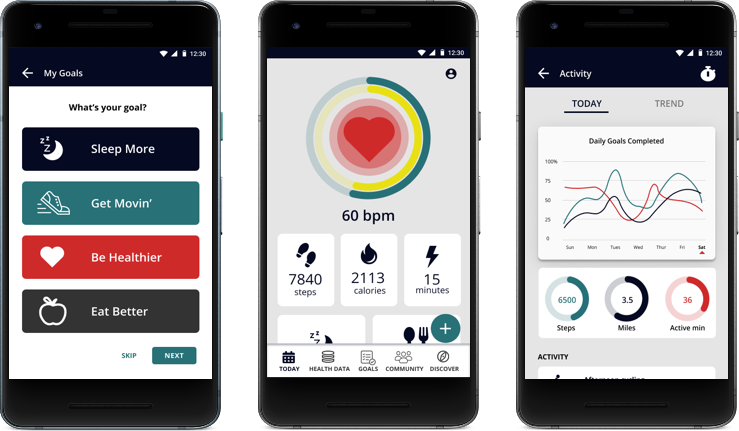 12:30
My Goals
What's your goal?
Sleep More
Get Movin'
Be Healthier
Eat Better
SKIP NEXT
12:30
60 bpm
7840 2113 15
steps calories minutes
TODAY HEALTH DATA GOALS COMMUNITY DISCOVER
12:30
Activity
TODAY TREND
Daily Goals Completed
100%
75
50
25
0
Sun Mon Tues Wed Thur Fri Sat
6500 3.5 36
Steps Miles Active min
ACTIVITY